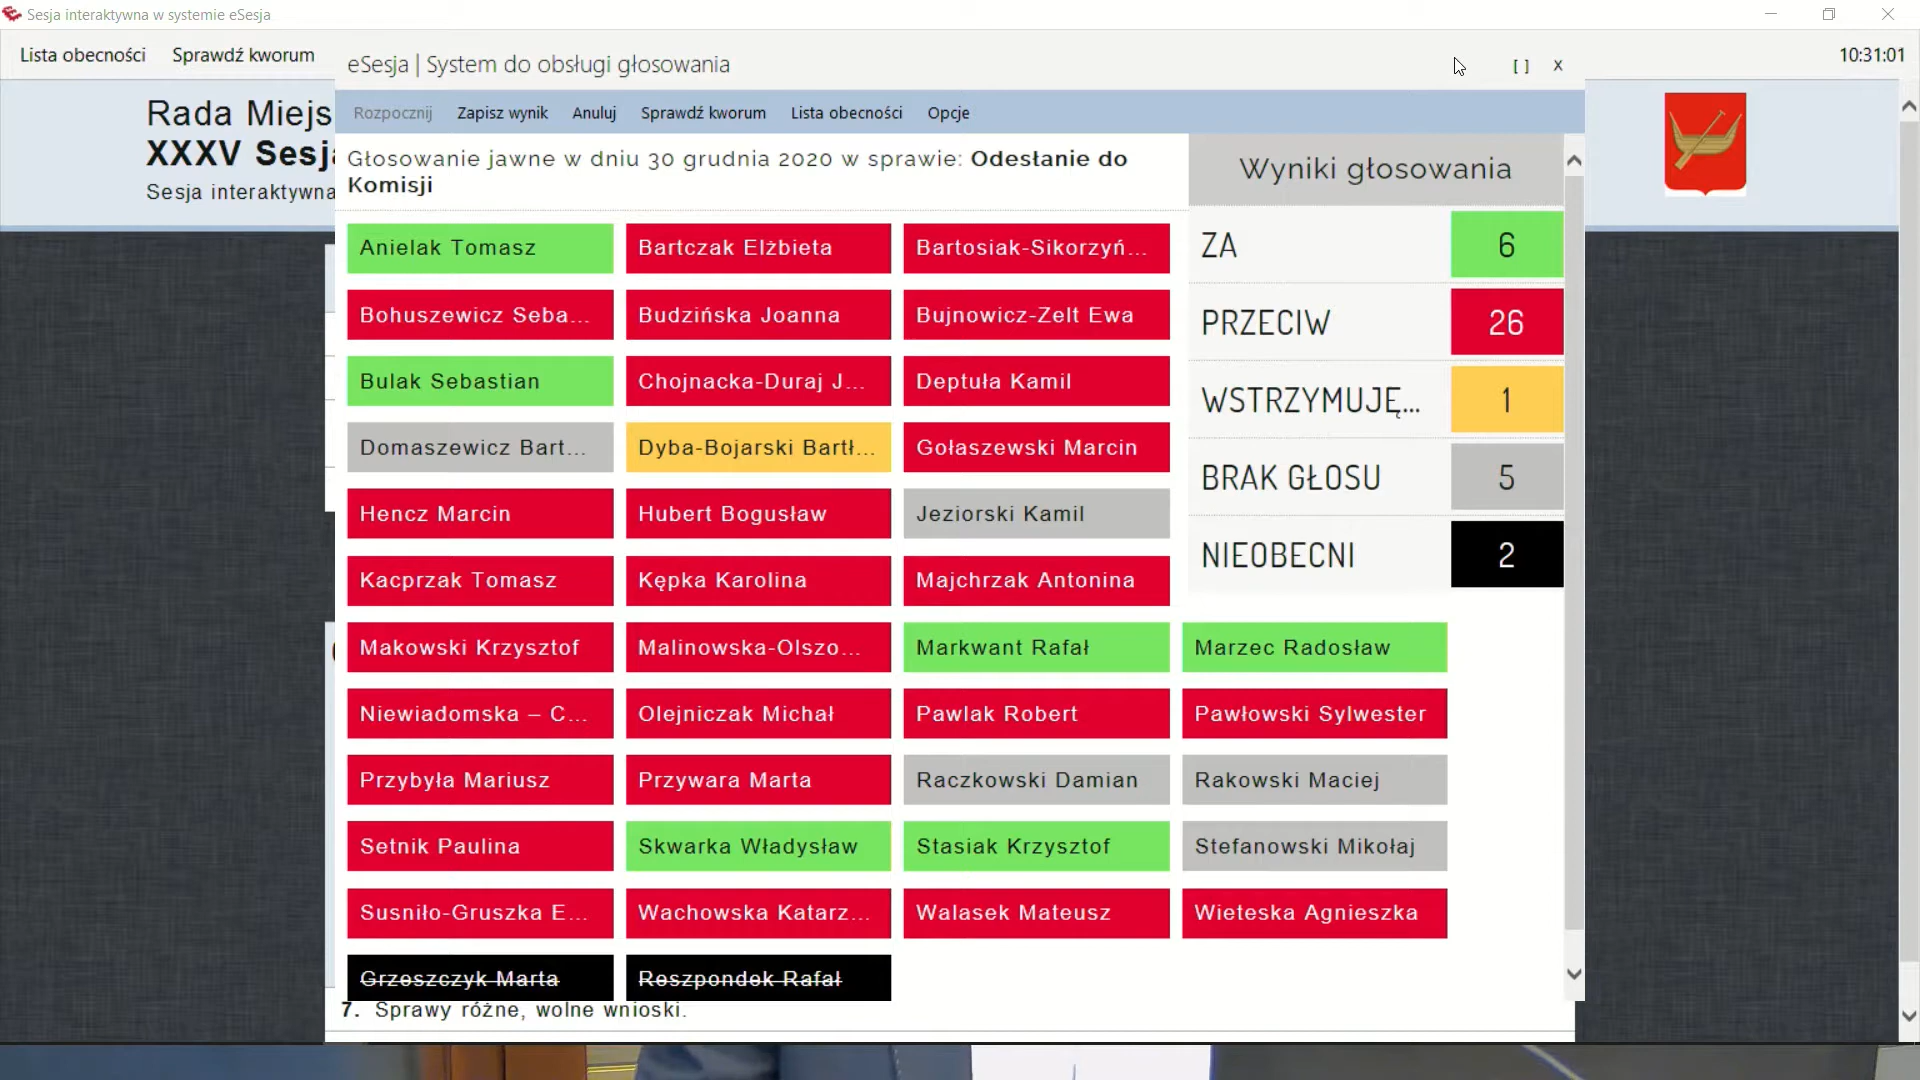 Sesja interaktywna w systemie eSesja
Lista obecności Sprawdź kworum
10:31:01
eSesja | System do obsługi głosowania
[ ] x
Rozpocznij Zapisz wynik Anuluj Sprawdź kworum Lista obecności Opcje
Rada Miejs
XXXV Sesja
Sesja interaktywna
Głosowanie jawne w dniu 30 grudnia 2020 w sprawie: Odesłanie do
Komisji
Wyniki głosowania
ZA 6
PRZECIW 26
WSTRZYMUJĘ... 1
BRAK GŁOSU 5
NIEOBECNI 2
Anielak Tomasz Bartczak Elżbieta Bartosiak-Sikorzyń...
Bohuszewicz Seba... Budzińska Joanna Bujnowicz-Zelt Ewa
Bulak Sebastian Chojnacka-Duraj J... Deptuła Kamil
Domaszewicz Bart... Dyba-Bojarski Bartł... Gołaszewski Marcin
Hencz Marcin Hubert Bogusław Jeziorski Kamil
Kacprzak Tomasz Kępka Karolina Majchrzak Antonina
Makowski Krzysztof Malinowska-Olszo... Markwant Rafał Marzec Radosław
Niewiadomska – C... Olejniczak Michał Pawlak Robert Pawłowski Sylwester
Przybyła Mariusz Przywara Marta Raczkowski Damian Rakowski Maciej
Setnik Paulina Skwarka Władysław Stasiak Krzysztof Stefanowski Mikołaj
Susniło-Gruszka E... Wachowska Katarz... Walasek Mateusz Wieteska Agnieszka
Grzeszczyk Marta Reszpondek Rafał
7. Sprawy różne, wolne wnioski.